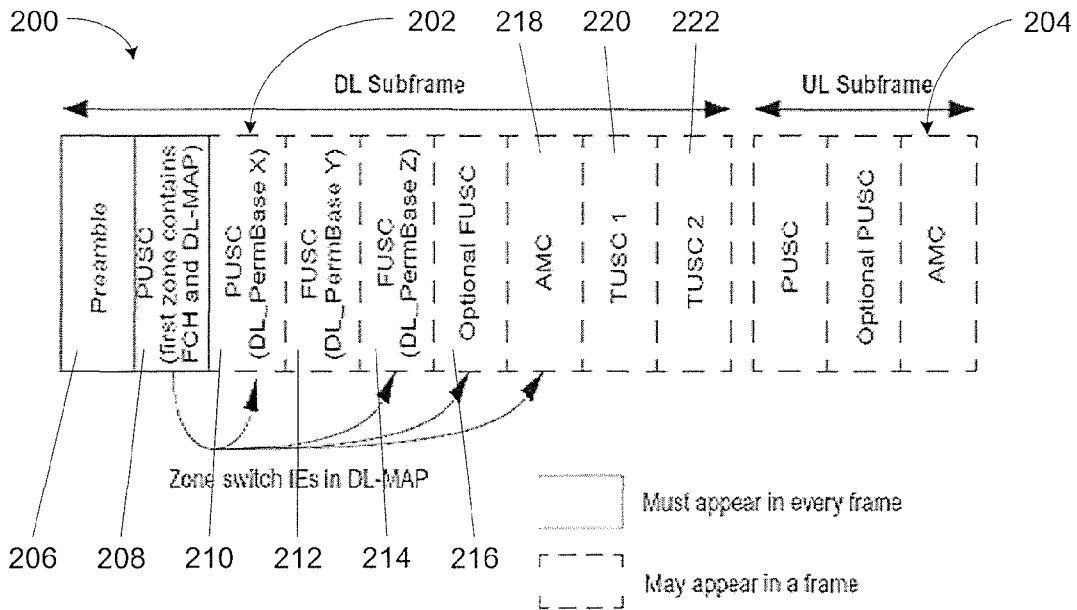 200
202
218
220
222
204
DL Subframe
UL Subframe
Preamble
PUSC
(first zone contains
FCH and DL-MAP)
PUSC
(DL_PermBase X)
FUSC
(DL_PermBase Y)
FUSC
(DL_PermBase Z)
Optional FUSC
AMC
TUSC 1
TUSC 2
PUSC
Optional PUSC
AMC
Zone switch IEs in DL-MAP
206
208
210
212
214
216
Must appear in every frame
May appear in a frame